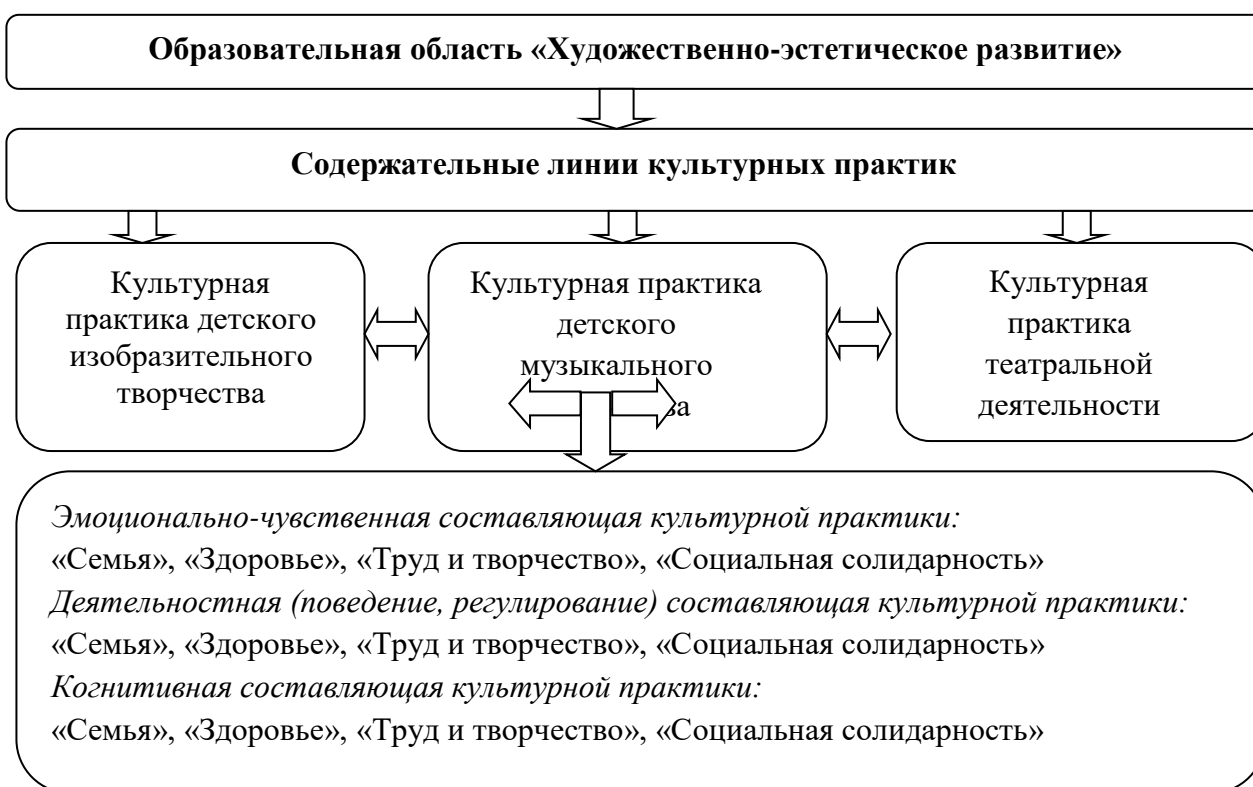 Образовательная область «Художественно-эстетическое развитие»
Содержательные линии культурных практик
Культурная
практика детского
изобразительного
творчества
Культурная практика
детского
музыкального
Культурная
практика
театральной
деятельности
Эмоционально-чувственная составляющая культурной практики:
«Семья», «Здоровье», «Труд и творчество», «Социальная солидарность»
Деятельностная (поведение, регулирование) составляющая культурной практики:
«Семья», «Здоровье», «Труд и творчество», «Социальная солидарность»
Когнитивная составляющая культурной практики:
«Семья», «Здоровье», «Труд и творчество», «Социальная солидарность»